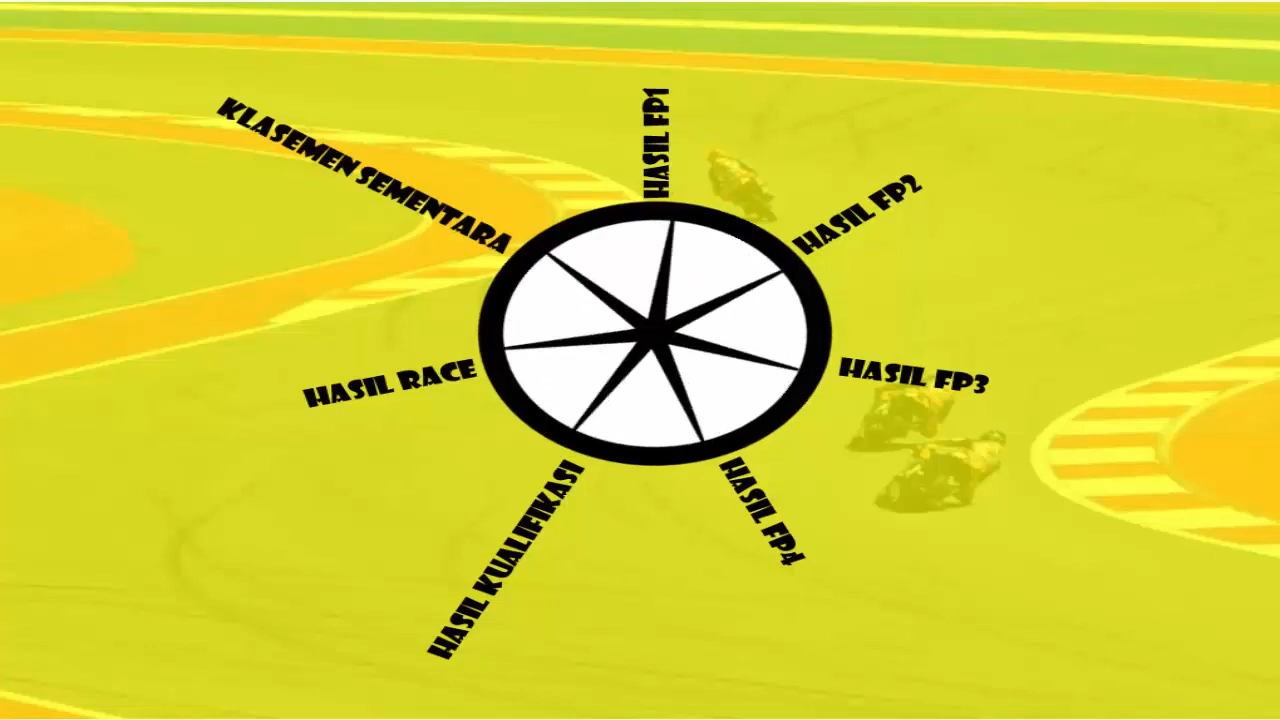 HASIL FP1
HASIL FP2
HASIL FP3
HASIL FP4
HASIL KUALIFIKASI
HASIL RACE
KLASEMEN SEMENTARA